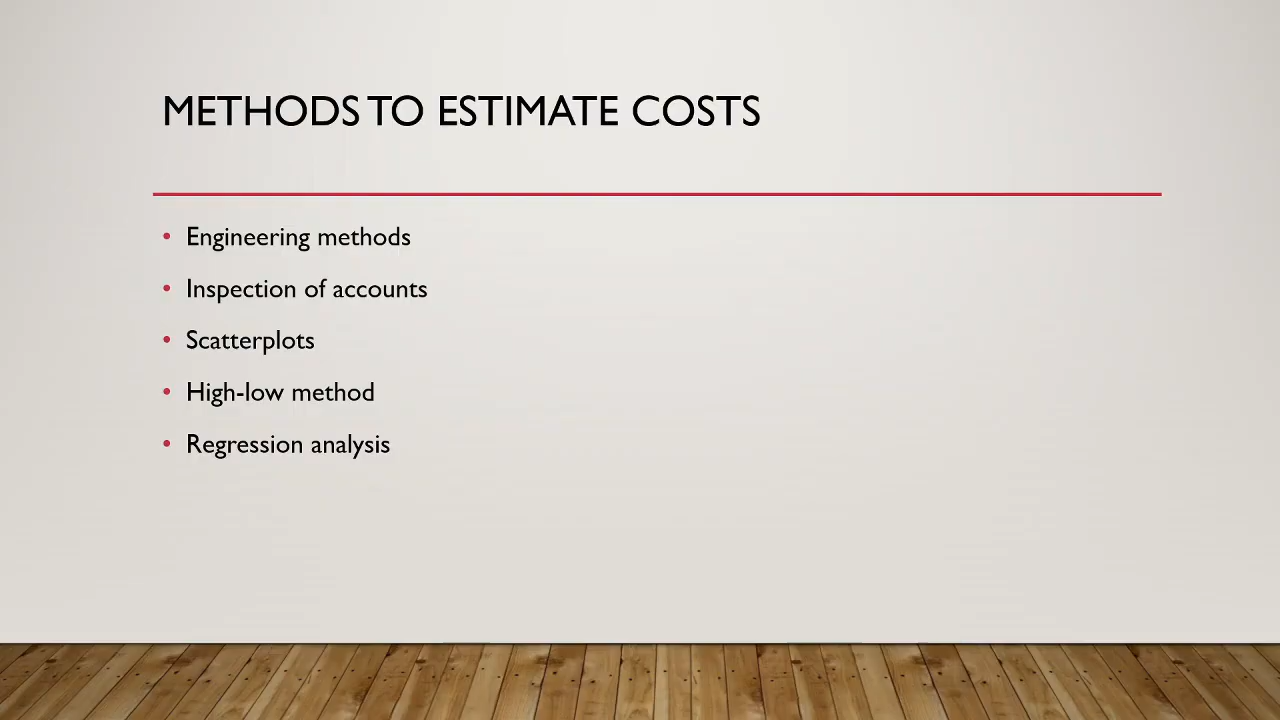 METHODS TO ESTIMATE COSTS
• Engineering methods
• Inspection of accounts
• Scatterplots
• High-low method
• Regression analysis